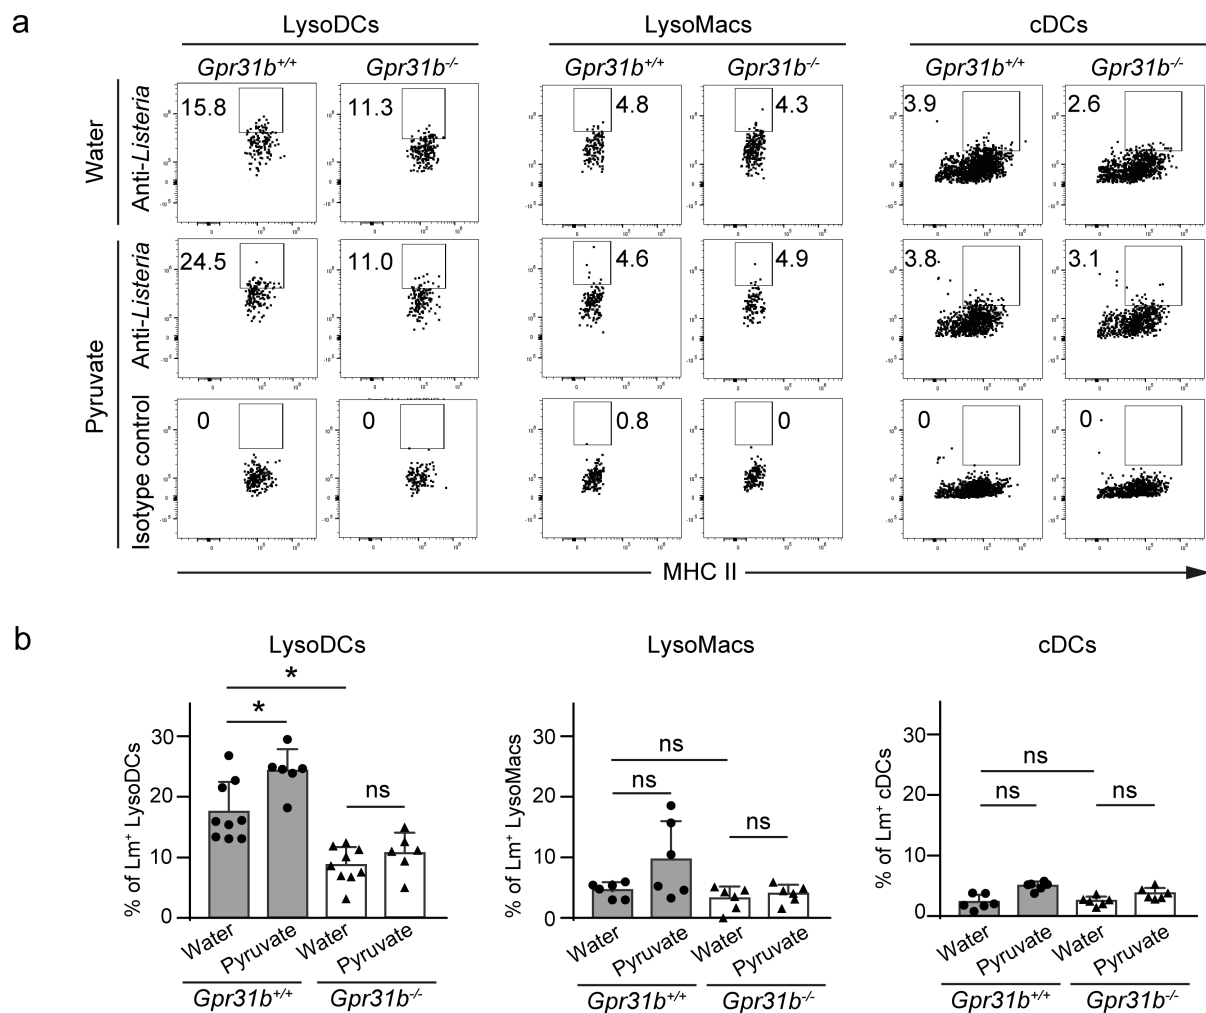 a
LysoDCs LysoMacs cDCs
Gpr31b+/+ Gpr31b-/- Gpr31b+/+ Gpr31b-/- Gpr31b+/+ Gpr31b-/-
Water
Anti-Listeria
15.8 11.3 4.8 4.3 3.9 2.6
Pyruvate
Anti-Listeria
24.5 11.0 4.6 4.9 3.8 3.1
Isotype control
0 0 0.8 0 0 0
MHC II
b
LysoDCs
* 
*
ns
% of Lm+ LysoDCs
30
20
10
0
Water Pyruvate Water Pyruvate
Gpr31b+/+ Gpr31b-/-
LysoMacs
ns
ns
ns
% of Lm+ LysoMacs
30
20
10
0
Water Pyruvate Water Pyruvate
Gpr31b+/+ Gpr31b-/-
cDCs
ns
ns ns
% of Lm+ cDCs
30
20
10
0
Water Pyruvate Water Pyruvate
Gpr31b+/+ Gpr31b-/-